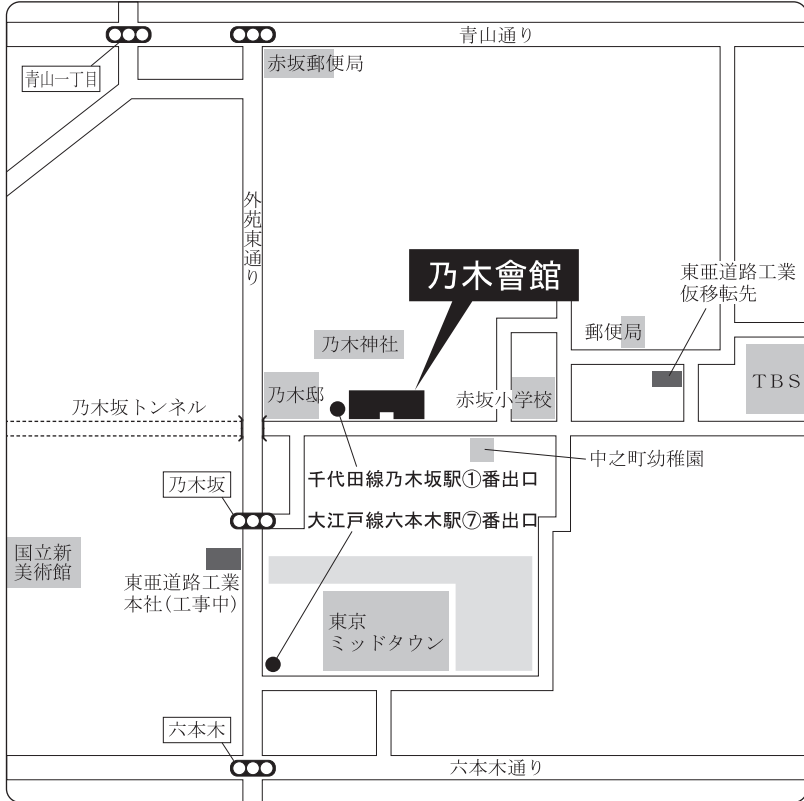 青山通り
赤坂郵便局
青山一丁目
外苑東通り
乃木會館
東亜道路工業
仮移転先
郵便局
乃木神社
TBS
乃木邸
赤坂小学校
乃木坂トンネル
中之町幼稚園
千代田線乃木坂駅①番出口
乃木坂
大江戸線六本木駅⑦番出口
国立新
美術館
東亜道路工業
本社(工事中)
東京
ミッドタウン
六本木
六本木通り